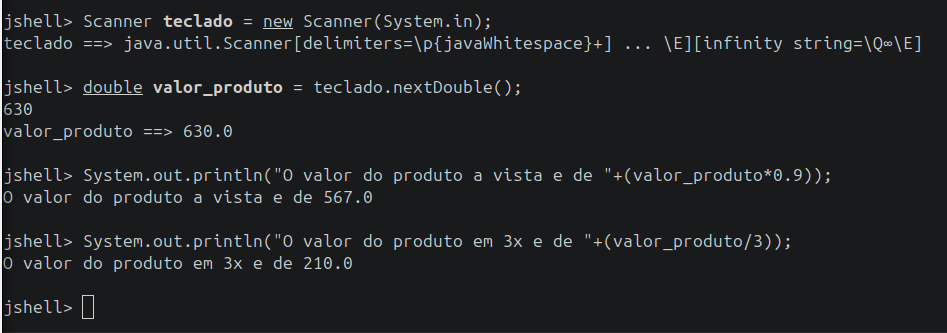 jshell> Scanner teclado = new Scanner(System.in);
teclado ==> java.util.Scanner[delimiters=\p{javaWhitespace}+] ... \E][infinity string=\Q∞\E]
jshell> double valor_produto = teclado.nextDouble();
630
valor_produto ==> 630.0
jshell> System.out.println("O valor do produto a vista e de "+(valor_produto*0.9));
O valor do produto a vista e de 567.0
jshell> System.out.println("O valor do produto em 3x e de "+(valor_produto/3));
O valor do produto em 3x e de 210.0
jshell>